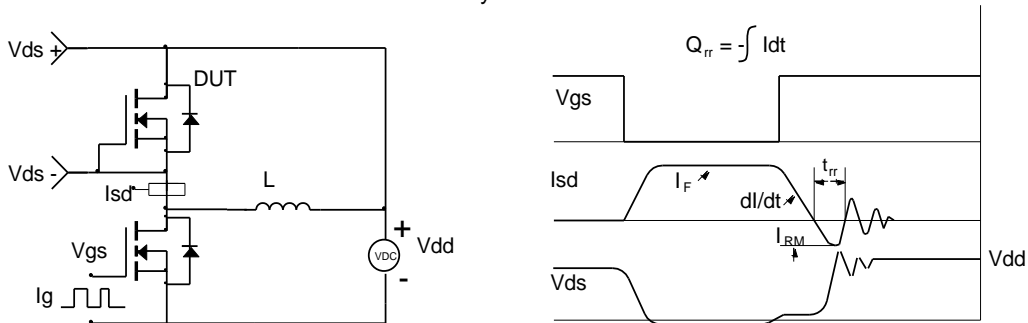 Vds +
DUT
Vds -
Isd
L
Vgs
Ig
+
VDC
-
Vdd
Qrr = -∫ Idt
Vgs
Isd
IF
dI/dt
trr
IRM
Vds
Vdd